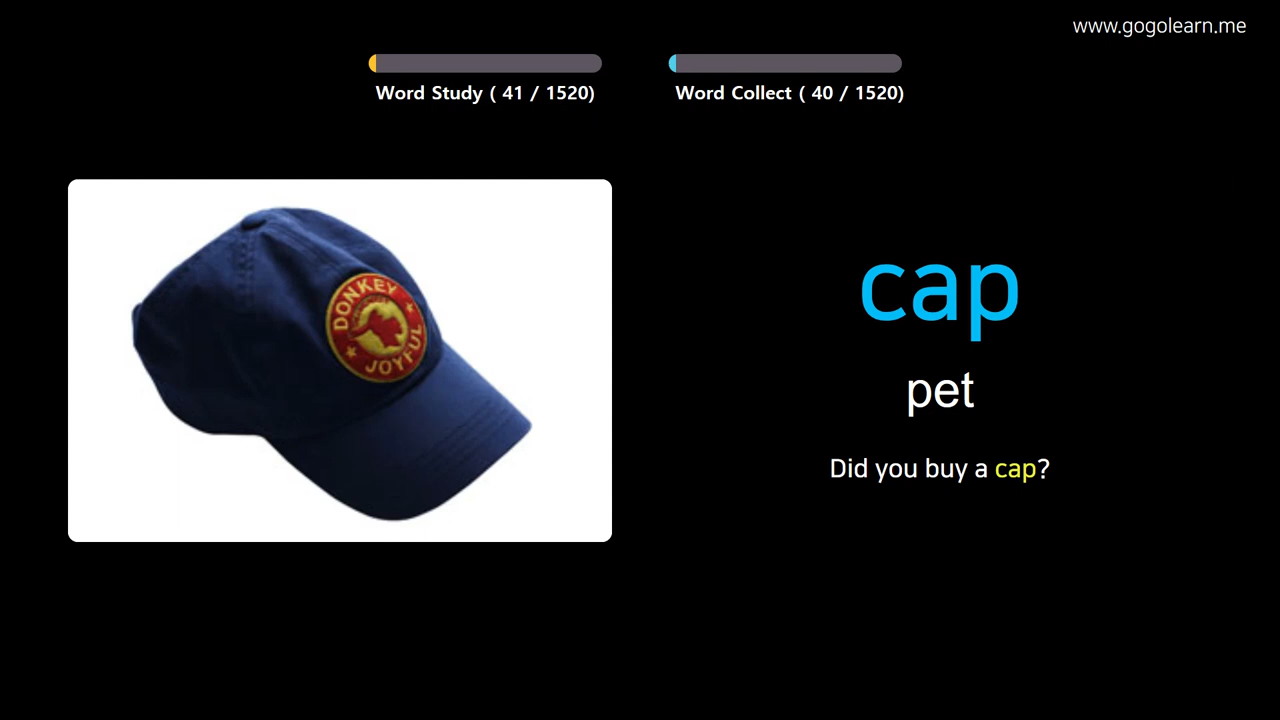 www.gogolearn.me
Word Study ( 41 / 1520)
Word Collect ( 40 / 1520)
DONKEY
JOYFUL
cap
pet
Did you buy a cap?